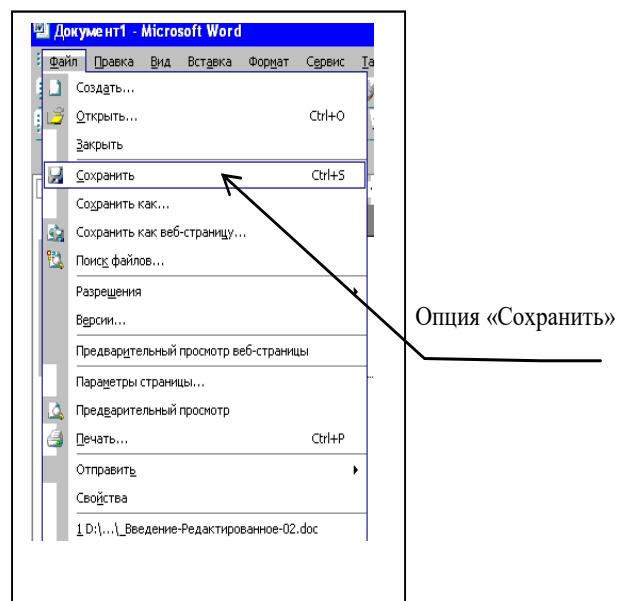 Документ1 - Microsoft Word
Файл Правка Вид Вставка Формат Сервис
Создать...
Открыть... Ctrl+O
Закрыть
Сохранить Ctrl+S
Сохранить как...
Сохранить как веб-страницу...
Поиск файлов...
Разрешения
Версии...
Опция «Сохранить»
Предварительный просмотр веб-страницы
Параметры страницы...
Предварительный просмотр
Печать... Ctrl+P
Отправить
Свойства
1 D:\...\_Введение-Редактированное-02.doc